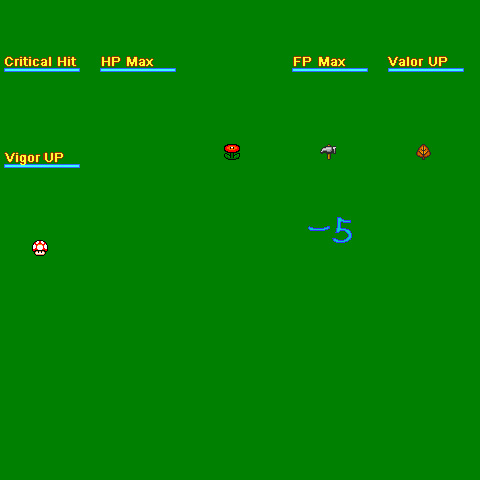 Critical Hit
HP Max
FP Max
Valor UP
Vigor UP
-5